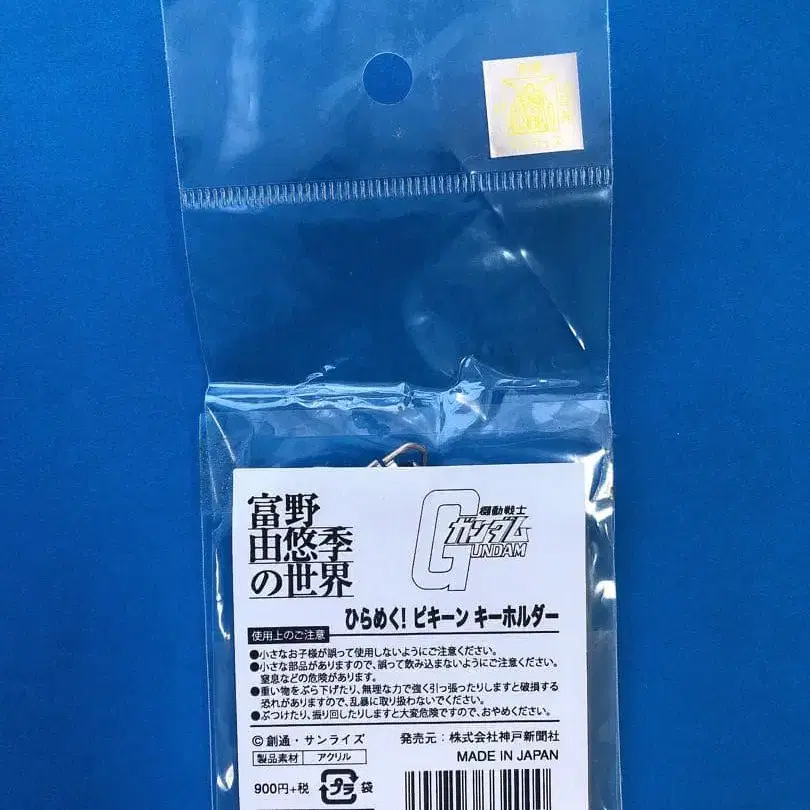 富野
由悠季
の世界
機動戦士
ガンダム
GUNDAM
ひらめく! ピキーン キーホルダー
使用上のご注意
●小さなお子様が誤って使用しないようにご注意ください。
●小さな部品がありますので、誤って飲み込まないようにご注意ください。
窒息などの危険があります。
●重い物をぶら下げたり、無理な力で強く引っ張ったりしますと破損する
恐れがありますので、乱暴に取り扱わないでください。
●ぶつけたり、振り回したりしますと大変危険ですので、おやめください。
©創通・サンライズ
発売元:株式会社神戸新聞社
製品素材 アクリル
MADE IN JAPAN
900円+税
プラ 袋